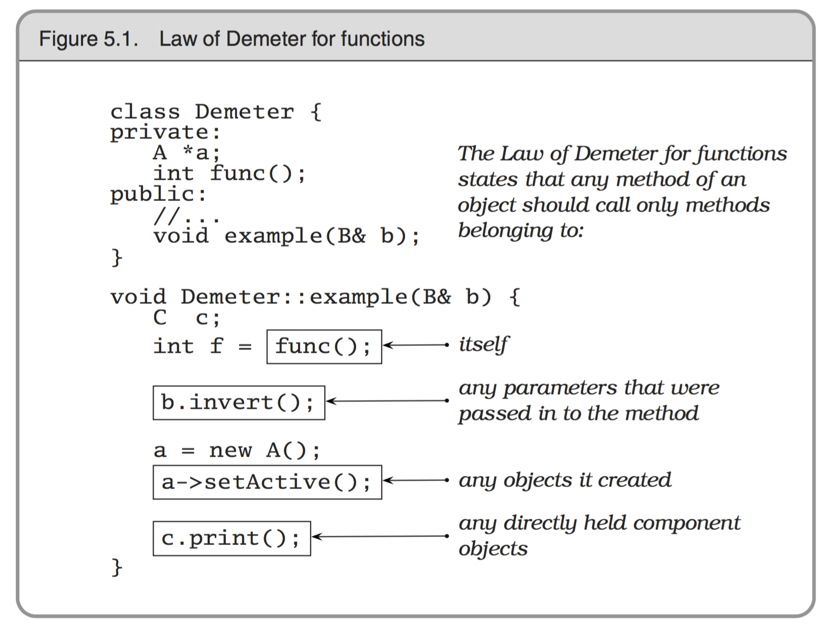 Figure 5.1. Law of Demeter for functions
class Demeter {
private:
A *a;
int func();
public:
//...
void example(B& b);
}
The Law of Demeter for functions
states that any method of an
object should call only methods
belonging to:
void Demeter::example(B& b) {
C c;
int f = func();
itself
b.invert();
any parameters that were
passed in to the method
a = new A();
a->setActive();
any objects it created
c.print();
any directly held component
objects
}